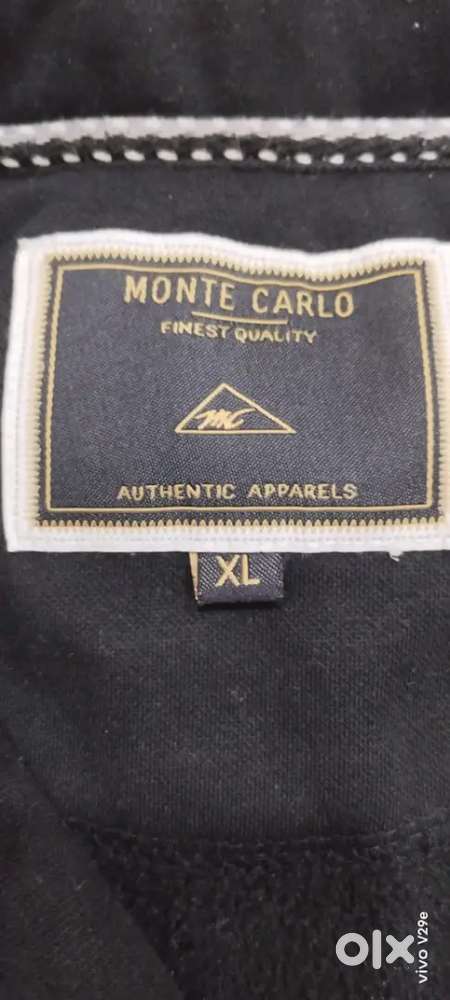 MONTE CARLO
FINEST QUALITY
MC
AUTHENTIC APPARELS
XL
olx
vivo V29e